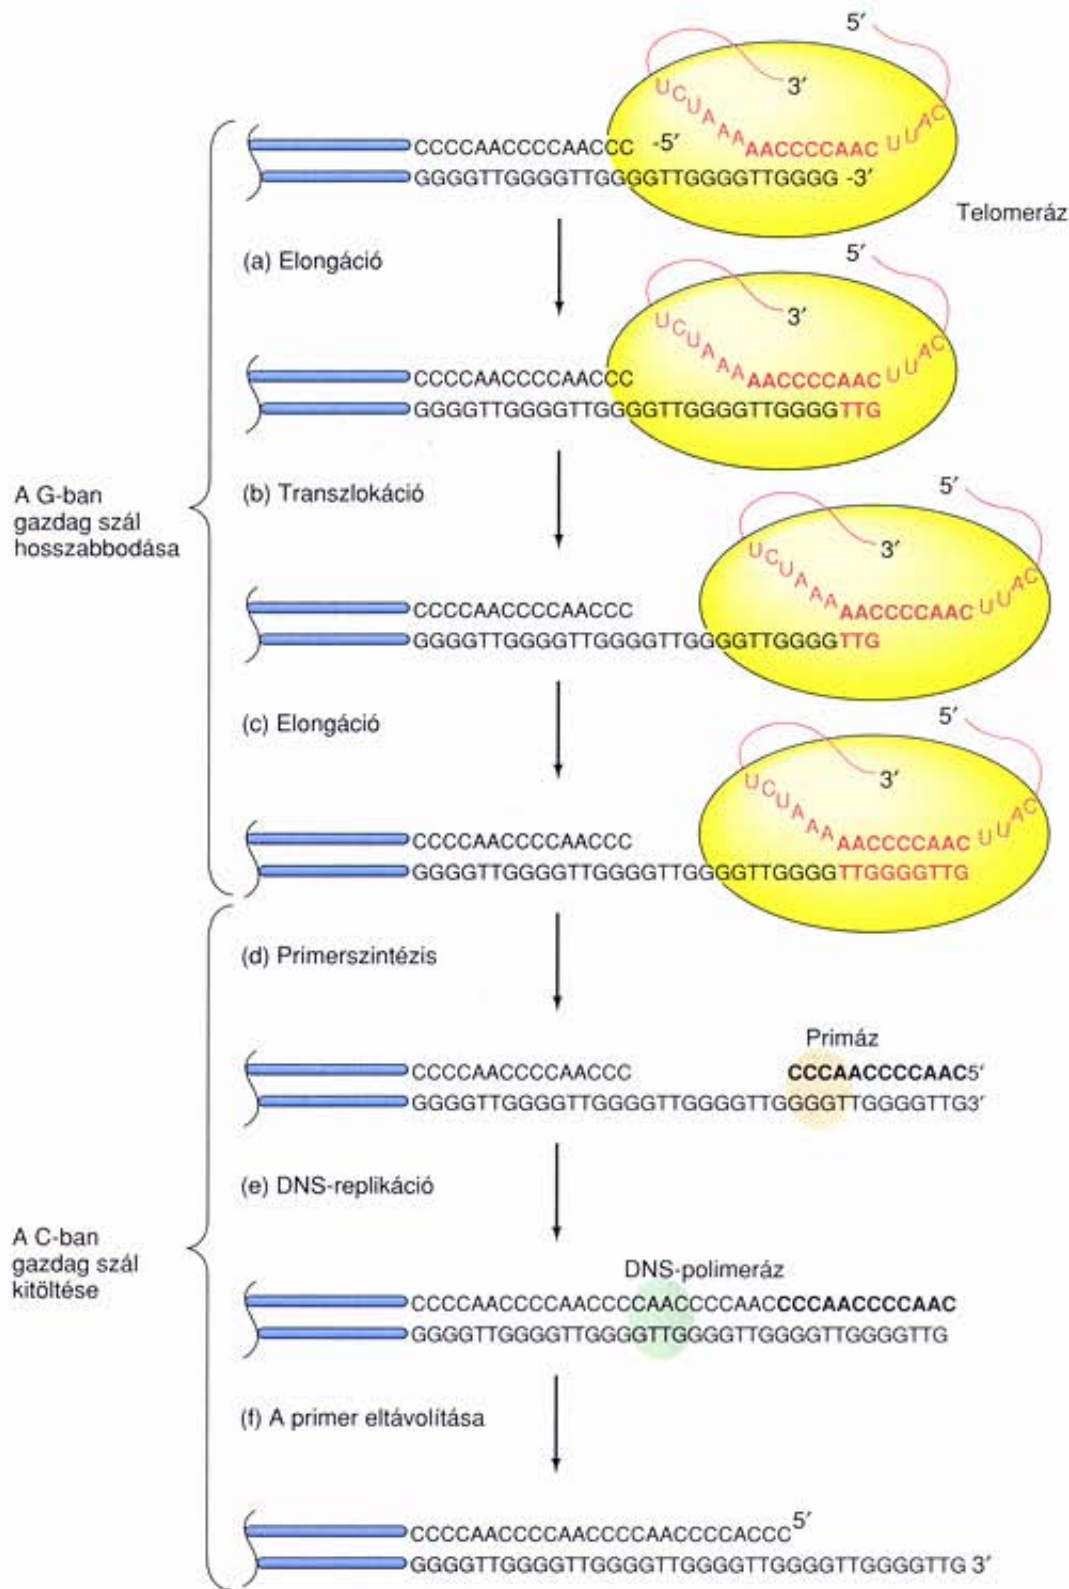 5′
3′
UCUAAAAACCCCAACUUAC
CCCCAACCCCAACCC -5′
GGGGTTGGGGTTGGGGTTGGGGTTGGGG -3′
Telomeráz
(a) Elongáció
5′
3′
UCUAAAAACCCCAACUUAC
CCCCAACCCCAACCC
GGGGTTGGGGTTGGGGTTGGGGTTGGGGTTG
A G-ban
gazdag szál
hosszabbodása
(b) Transzlokáció
5′
3′
UCUAAAAACCCCAACUUAC
CCCCAACCCCAACCC
GGGGTTGGGGTTGGGGTTGGGGTTGGGGTTG
(c) Elongáció
5′
3′
UCUAAAAACCCCAACUUAC
CCCCAACCCCAACCC
GGGGTTGGGGTTGGGGTTGGGGTTGGGGTTGGGGTTG
(d) Primerszintézis
Primáz
CCCCAACCCCAACCC CCCAACCCCAAC5′
GGGGTTGGGGTTGGGGTTGGGGTTGGGGTTGGGGTTG3′
(e) DNS-replikáció
A C-ban
gazdag szál
kitöltése
DNS-polimeráz
CCCCAACCCCAACCCCAACCCCAACCCCAACCCCAAC
GGGGTTGGGGTTGGGGTTGGGGTTGGGGTTGGGGTTG
(f) A primer eltávolítása
CCCCAACCCCAACCCCAACCCCACCC5′
GGGGTTGGGGTTGGGGTTGGGGTTGGGGTTGGGGTTG 3′